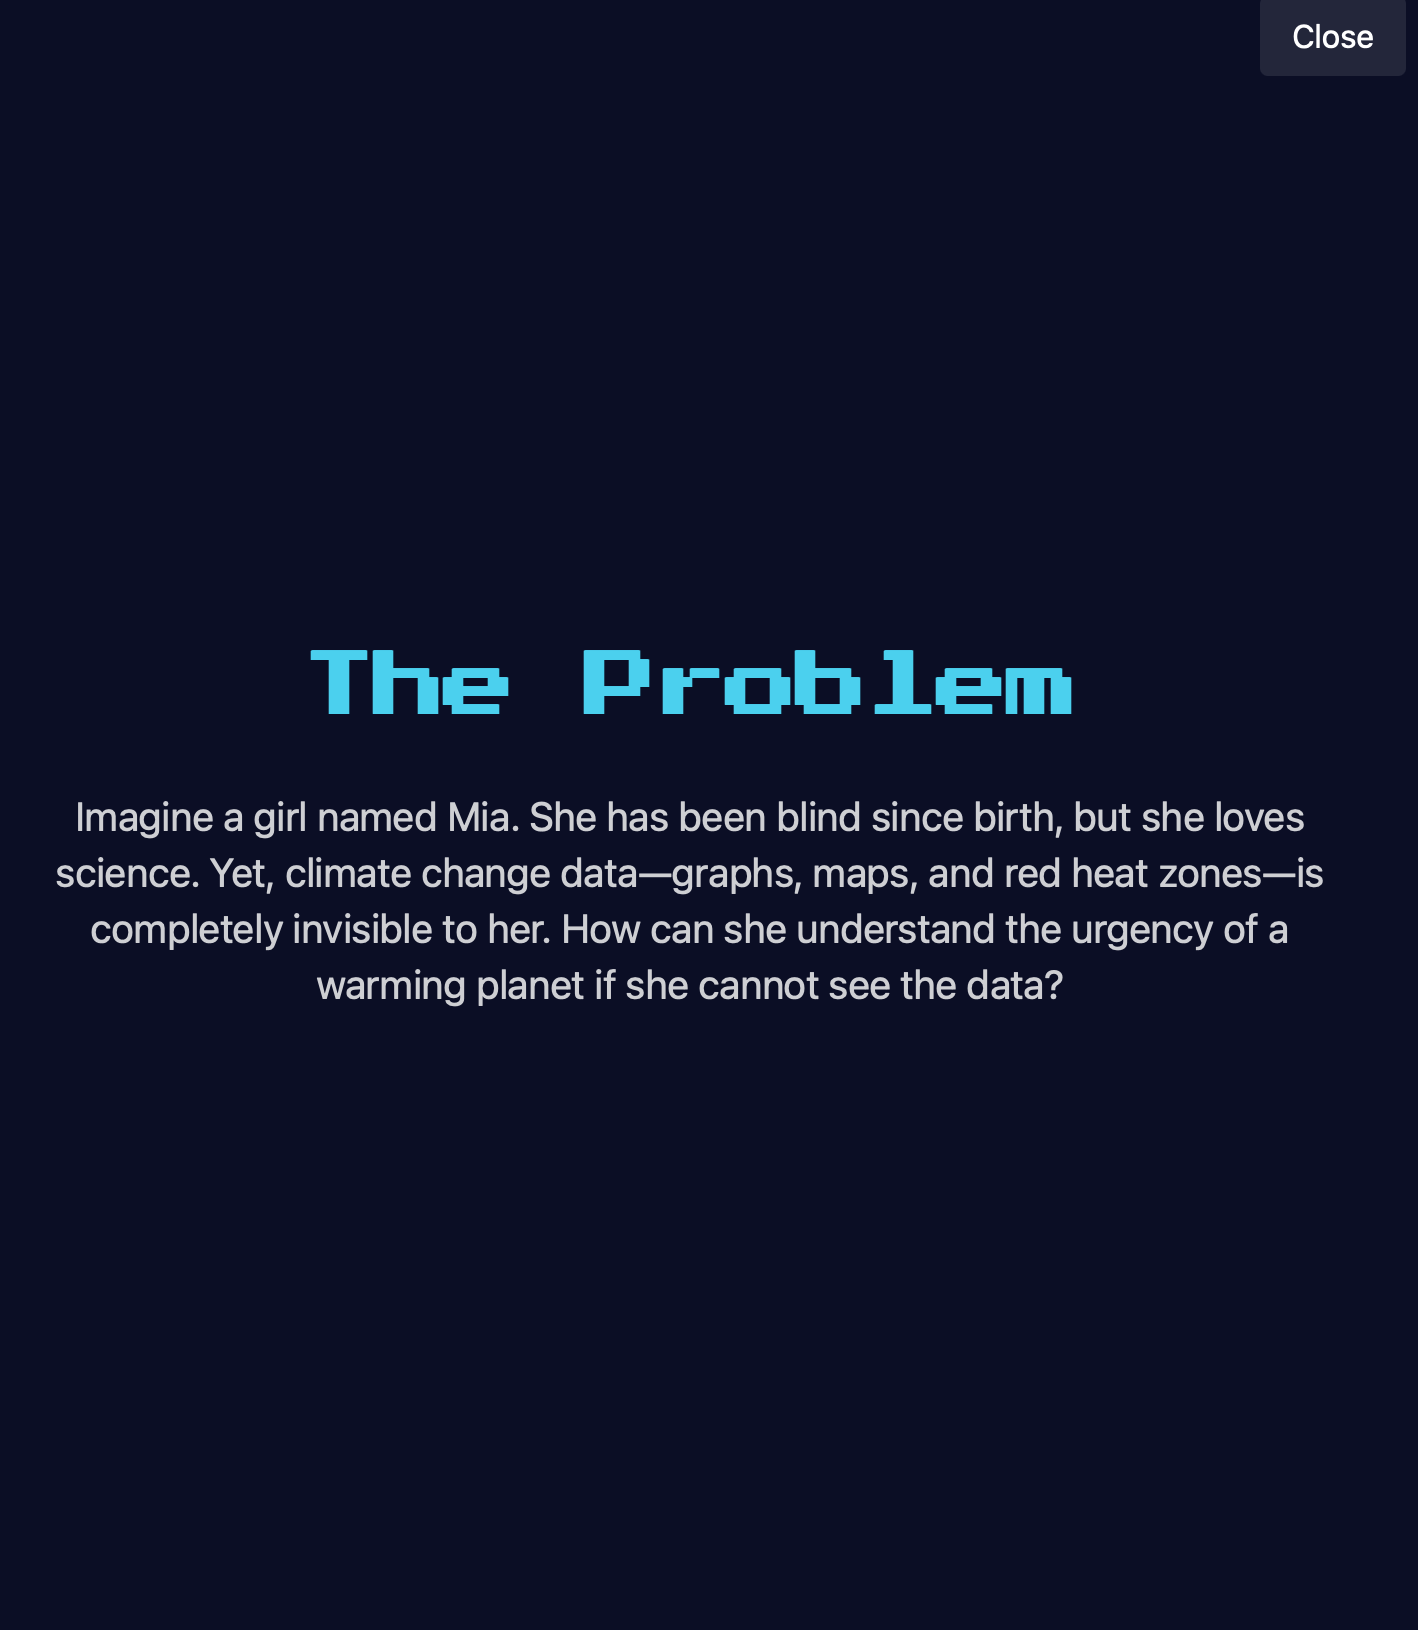 Close
The Problem
Imagine a girl named Mia. She has been blind since birth, but she loves
science. Yet, climate change data—graphs, maps, and red heat zones—is
completely invisible to her. How can she understand the urgency of a
warming planet if she cannot see the data?